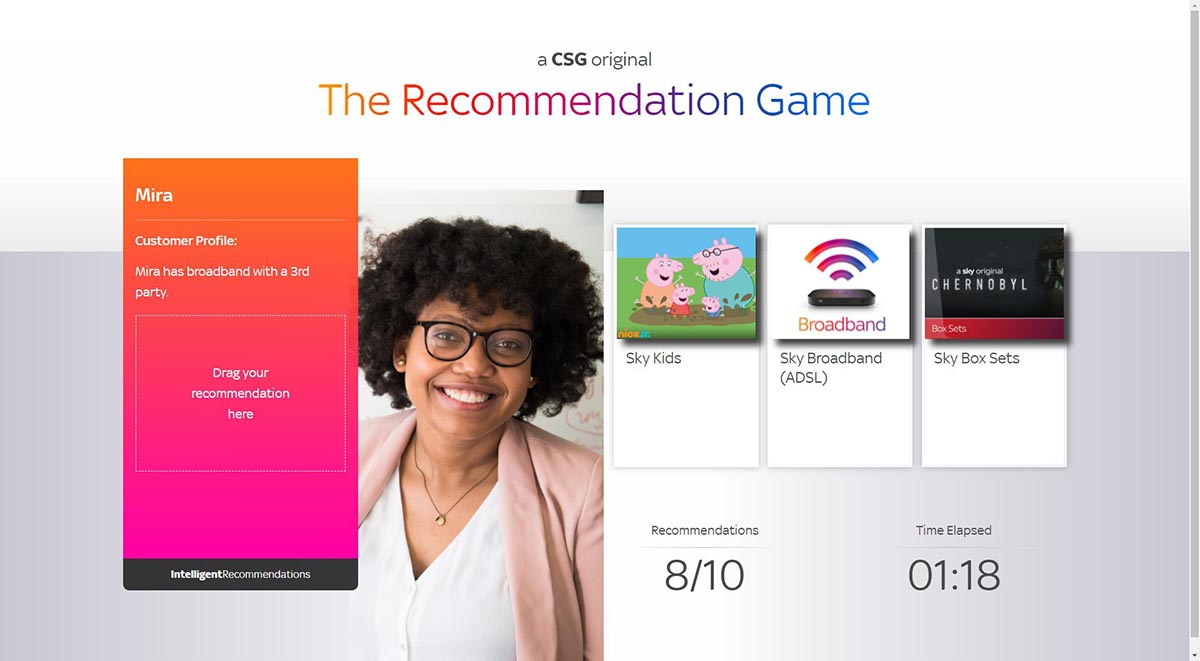 a CSG original
The Recommendation Game
Mira
Customer Profile:
Mira has broadband with a 3rd
party.
Drag your
recommendation
here
IntelligentRecommendations
nick jr.
Sky Kids
Broadband
Sky Broadband
(ADSL)
a sky original
CHERNOBYL
Box Sets
Sky Box Sets
Recommendations
8/10
Time Elapsed
01:18